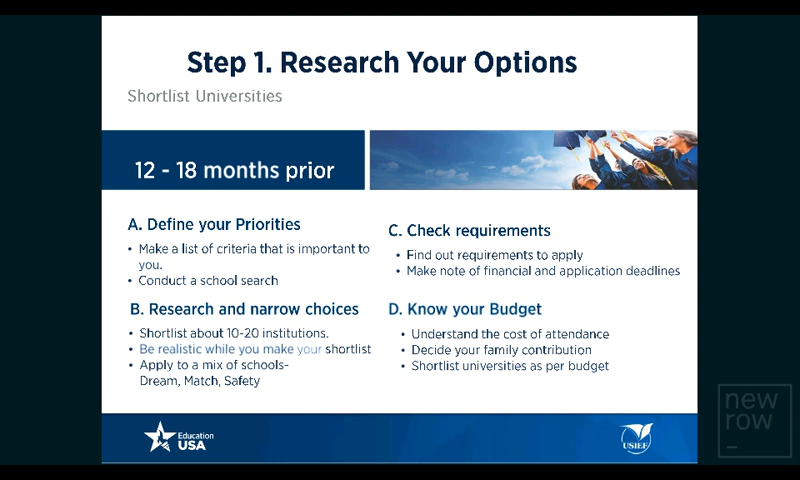 Step 1. Research Your Options
Shortlist Universities
12 - 18 months prior
A. Define your Priorities
• Make a list of criteria that is important to
you.
• Conduct a school search
B. Research and narrow choices
• Shortlist about 10-20 institutions.
• Be realistic while you make your shortlist
• Apply to a mix of schools-
Dream, Match, Safety
C. Check requirements
• Find out requirements to apply
• Make note of financial and application deadlines
D. Know your Budget
• Understand the cost of attendance
• Decide your family contribution
• Shortlist universities as per budget
Education
USA
USIEF
new
row
_